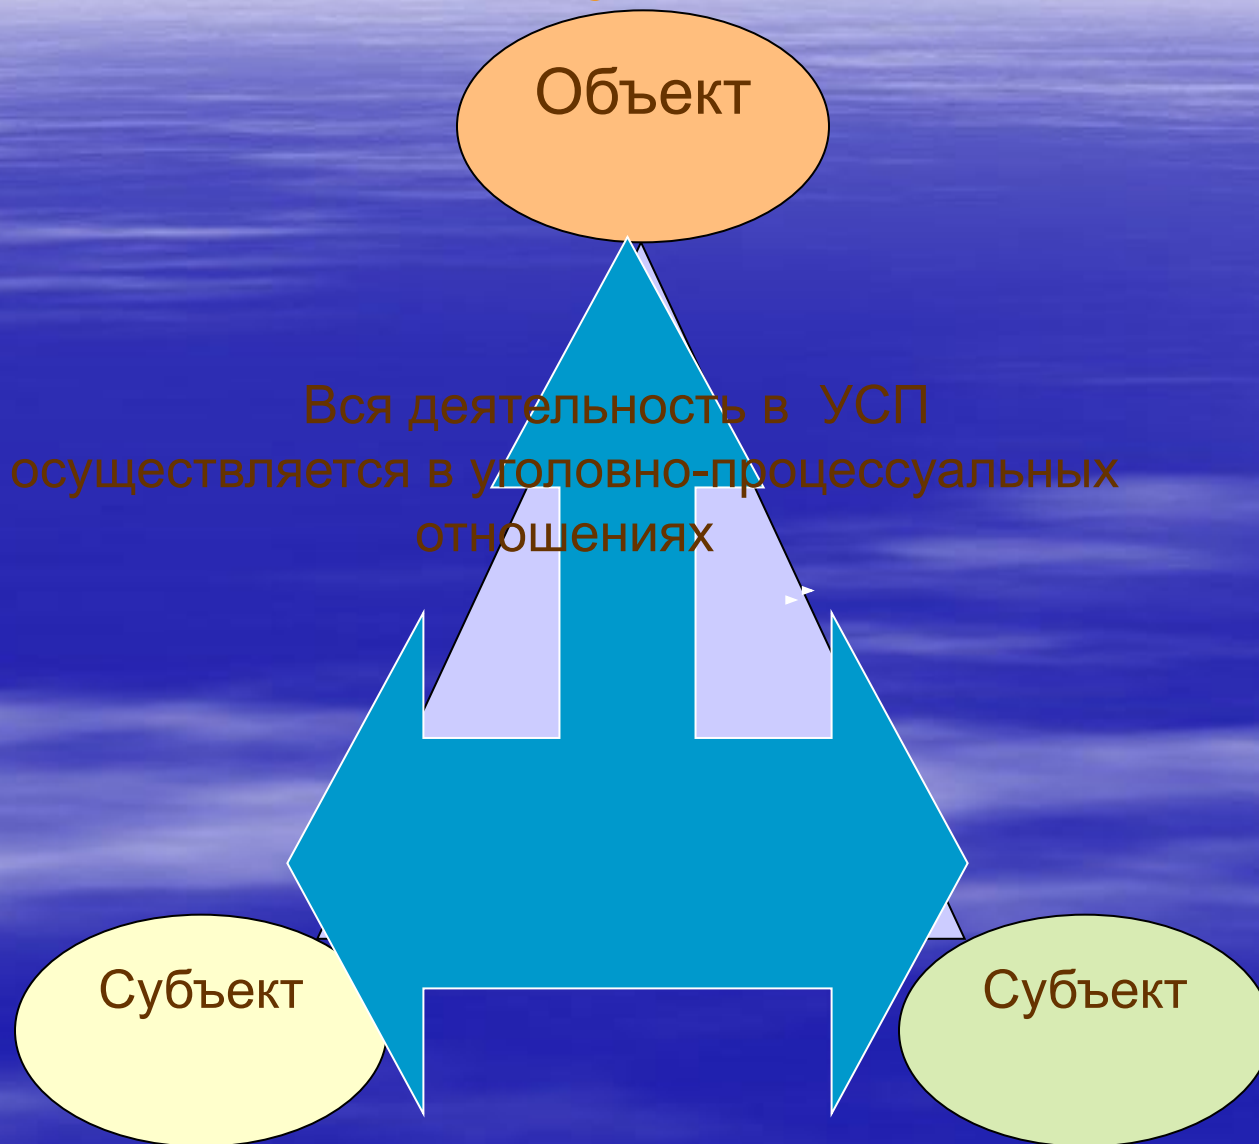 Объект
Вся деятельность в УСП
осуществляется в уголовно-процессуальных
отношениях
Субъект
Субъект